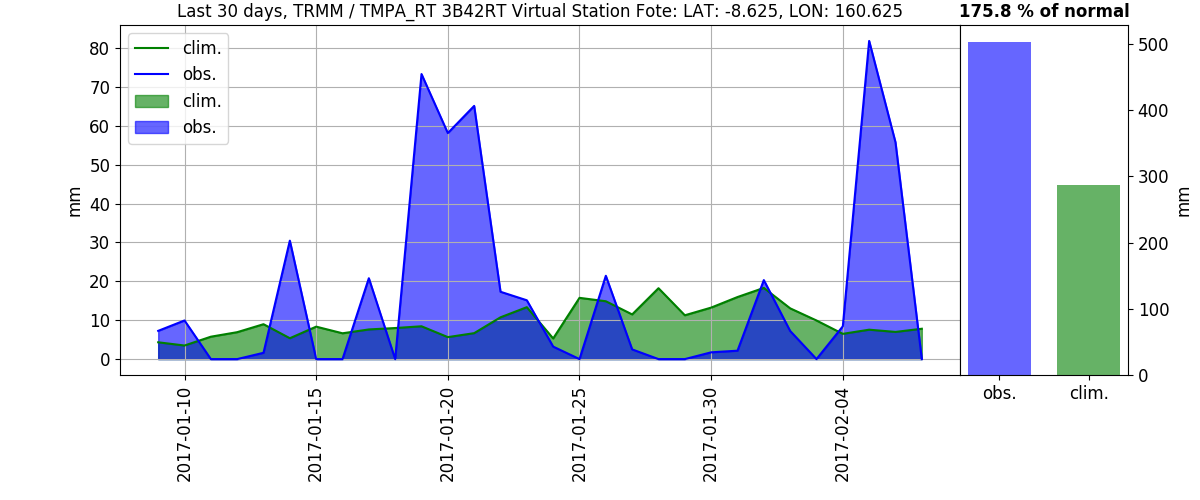 Last 30 days, TRMM / TMPA_RT 3B42RT Virtual Station Fote: LAT: -8.625, LON: 160.625
175.8 % of normal
clim.
obs.
clim.
obs.
80
70
60
50
40
30
20
10
0
mm
2017-01-10
2017-01-15
2017-01-20
2017-01-25
2017-01-30
2017-02-04
500
400
300
200
100
0
mm
obs.
clim.